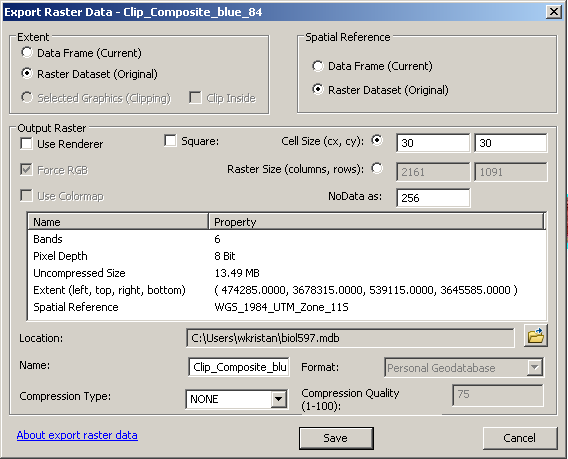 Export Raster Data - Clip_Composite_blue_84
Extent
Data Frame (Current)
Raster Dataset (Original)
Selected Graphics (Clipping)
Clip Inside
Spatial Reference
Data Frame (Current)
Raster Dataset (Original)
Output Raster
Use Renderer
Square:
Cell Size (cx, cy):
30
30
Force RGB
Raster Size (columns, rows):
2161
1091
Use Colormap
NoData as:
256
Name Property
Bands 6
Pixel Depth 8 Bit
Uncompressed Size 13.49 MB
Extent (left, top, right, bottom) ( 474285.0000, 3678315.0000, 539115.0000, 3645585.0000 )
Spatial Reference WGS_1984_UTM_Zone_11S
Location:
C:\Users\wkristan\biol597.mdb
Name:
Clip_Composite_blu
Format:
Personal Geodatabase
Compression Type:
NONE
Compression Quality
(1-100):
75
About export raster data
Save
Cancel